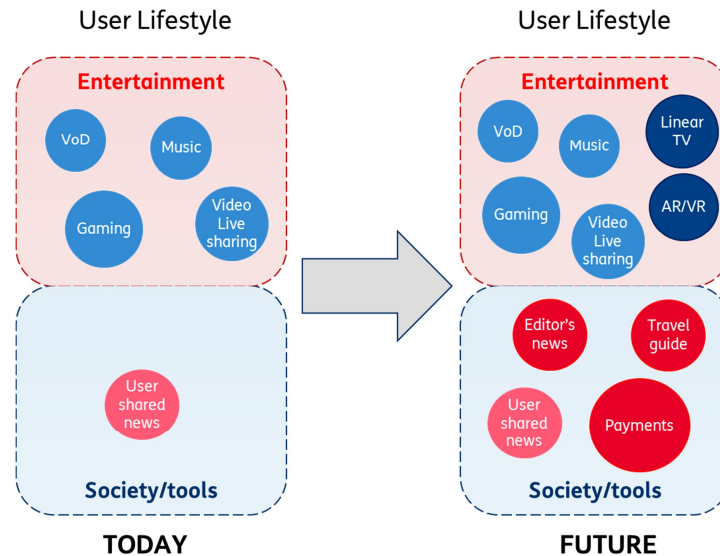 User Lifestyle
Entertainment
VoD
Music
Gaming
Video
Live
sharing
User
shared
news
Society/tools
TODAY
User Lifestyle
Entertainment
VoD
Music
Linear
TV
Gaming
AR/VR
Video
Live
sharing
Editor's
news
Travel
guide
User
shared
news
Payments
Society/tools
FUTURE